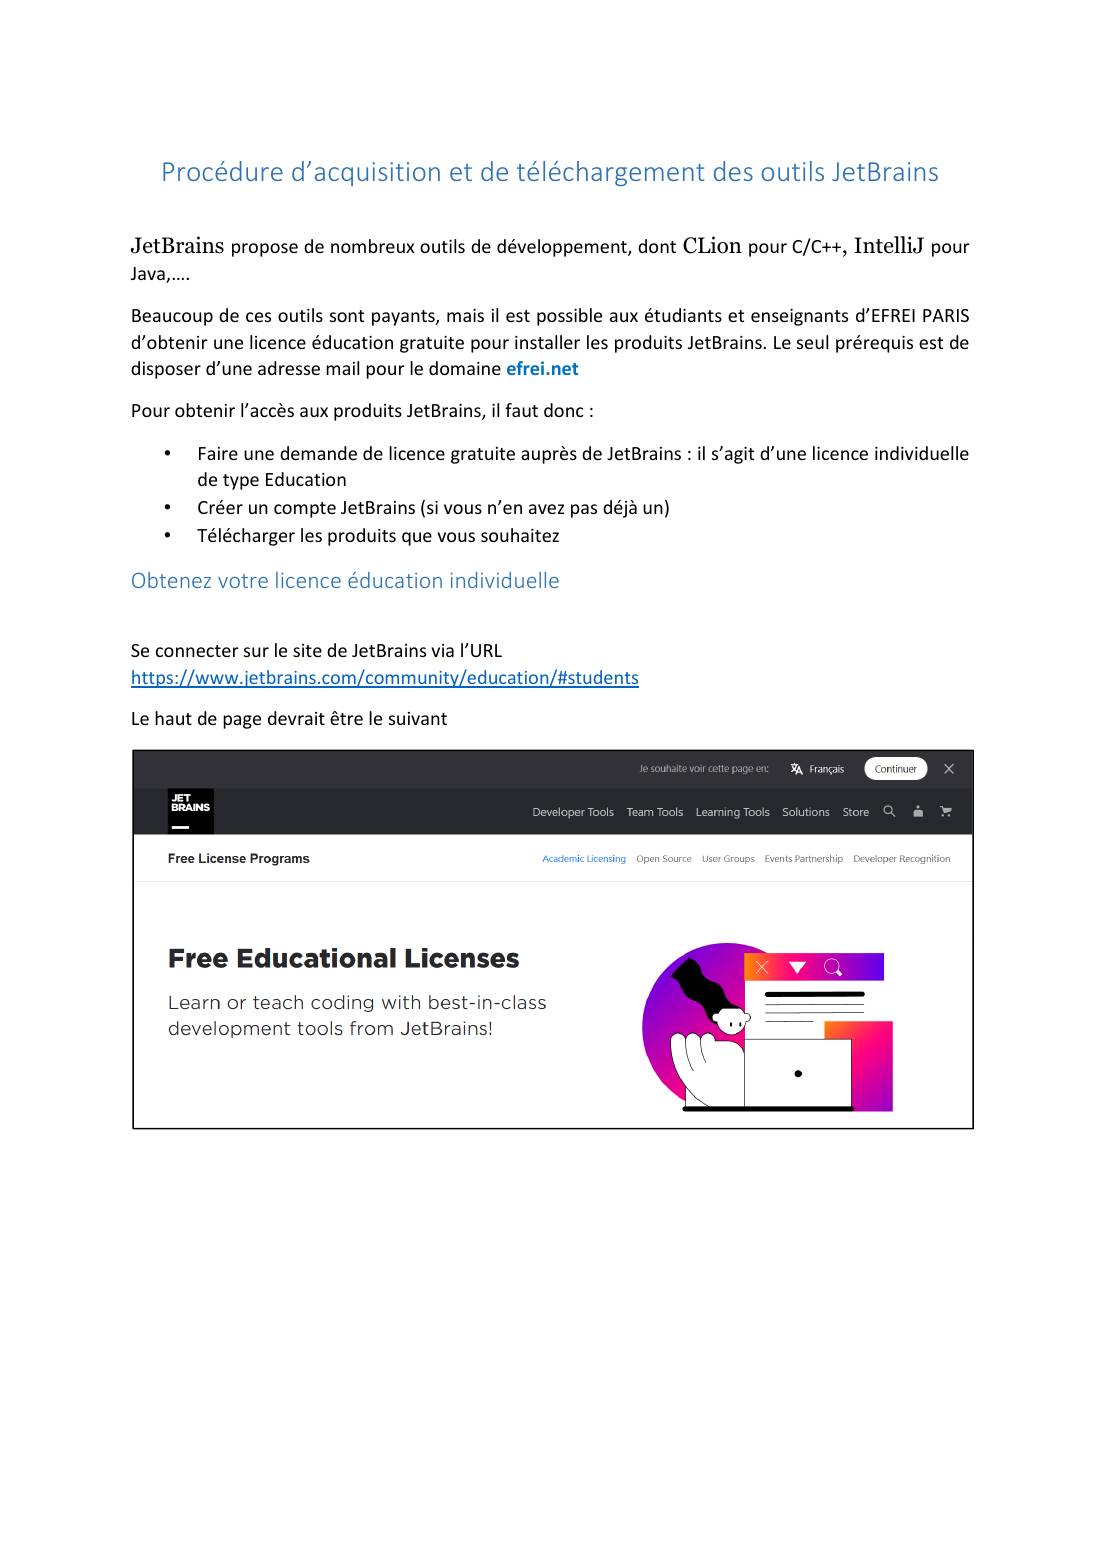 Procédure d’acquisition et de téléchargement des outils JetBrains
JetBrains propose de nombreux outils de développement, dont CLion pour C/C++, IntelliJ pour
Java,….
Beaucoup de ces outils sont payants, mais il est possible aux étudiants et enseignants d’EFREI PARIS
d’obtenir une licence éducation gratuite pour installer les produits JetBrains. Le seul prérequis est de
disposer d’une adresse mail pour le domaine efrei.net
Pour obtenir l’accès aux produits JetBrains, il faut donc :
• Faire une demande de licence gratuite auprès de JetBrains : il s’agit d’une licence individuelle
de type Education
• Créer un compte JetBrains (si vous n’en avez pas déjà un)
• Télécharger les produits que vous souhaitez
Obtenez votre licence éducation individuelle
Se connecter sur le site de JetBrains via l’URL
https://www.jetbrains.com/community/education/#students
Le haut de page devrait être le suivant
Je souhaite voir cette page en: Français Continuer
JET
BRAINS
Developer Tools Team Tools Learning Tools Solutions Store
Free License Programs Academic Licensing Open Source User Groups Events Partnership Developer Recognition
Free Educational Licenses
Learn or teach coding with best-in-class
development tools from JetBrains!